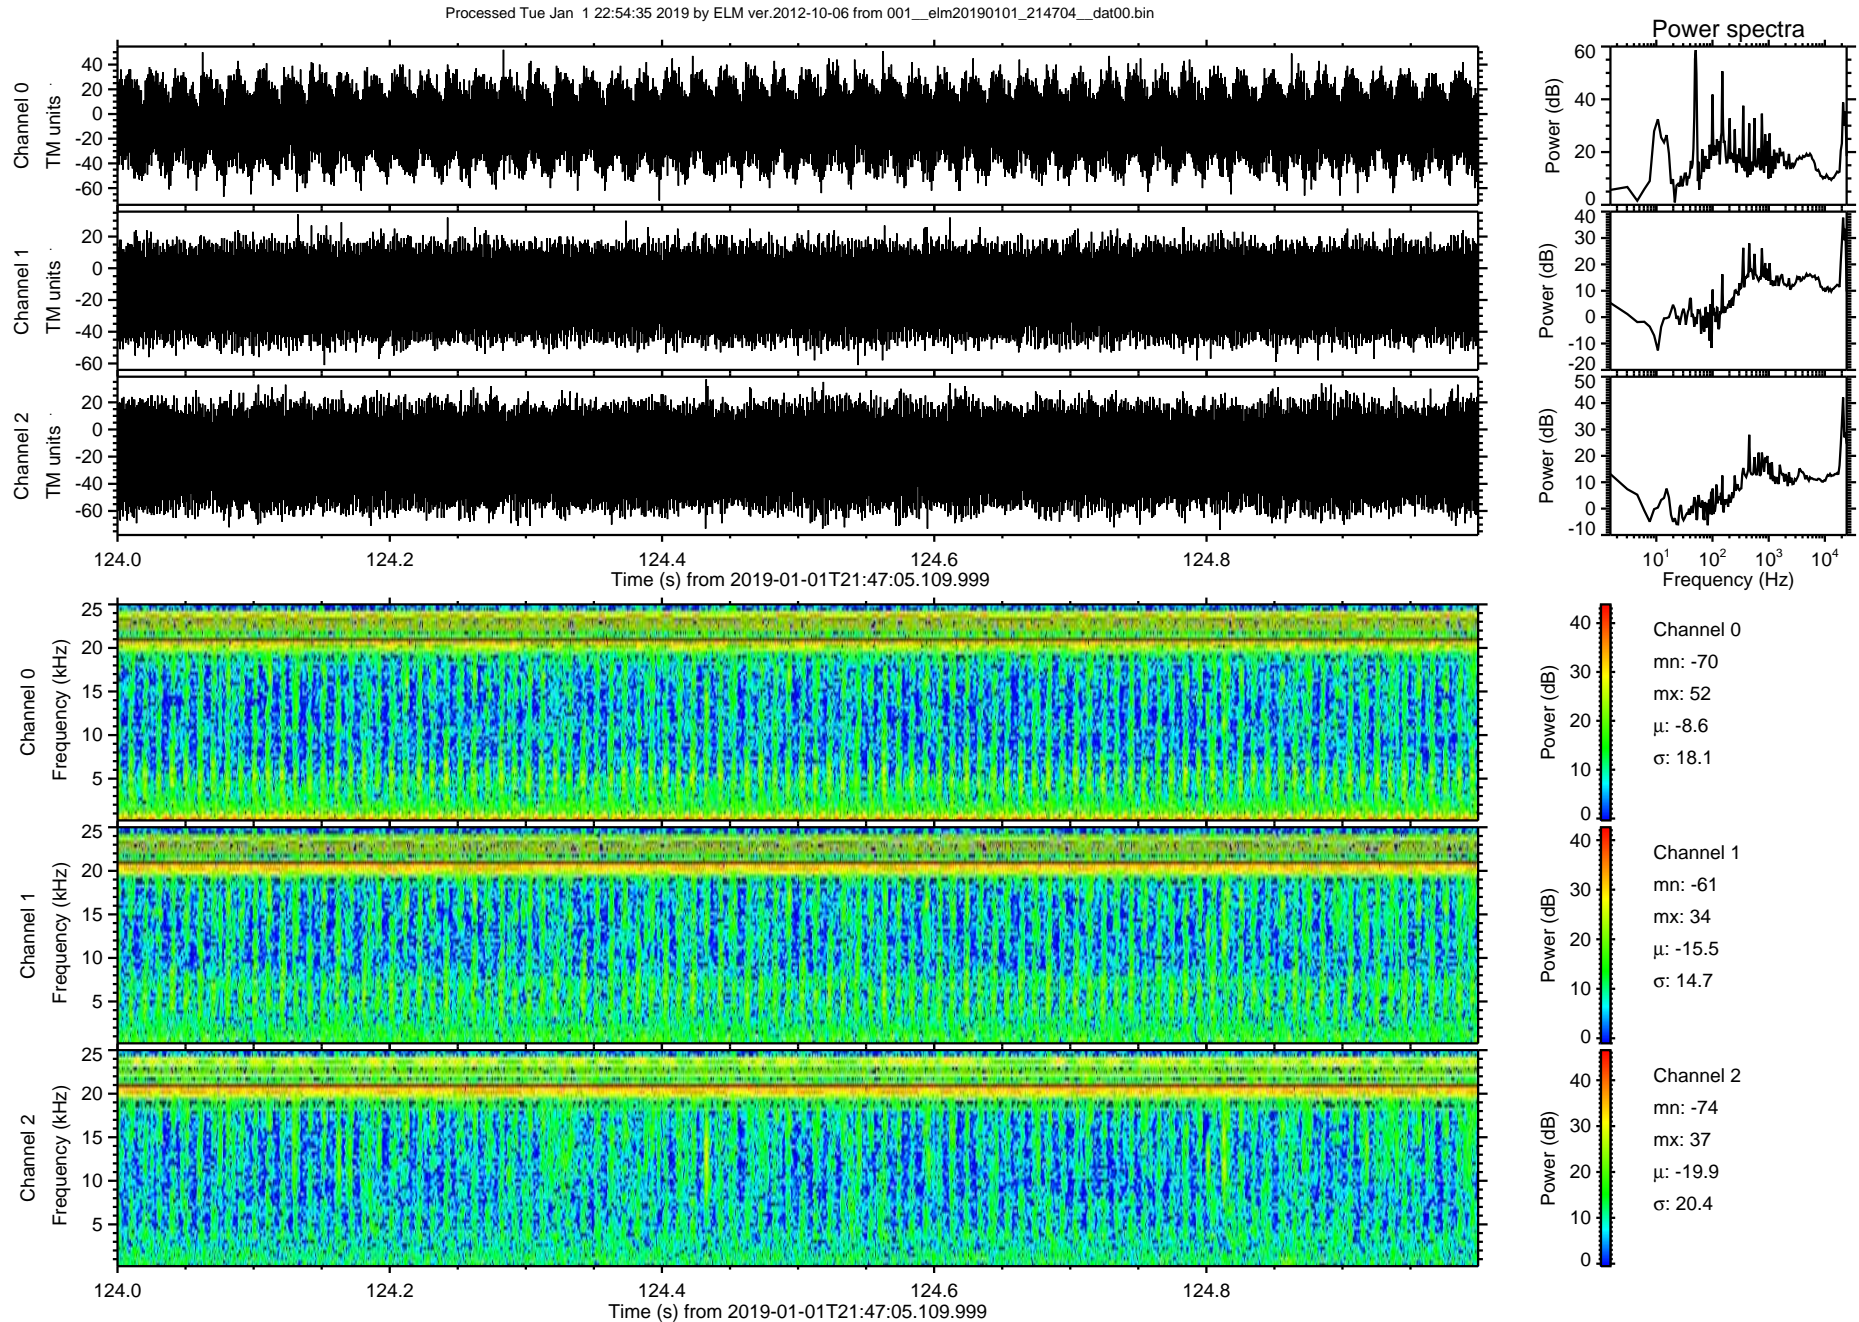 Processed Tue Jan  1 22:54:35 2019 by ELM ver.2012-10-06 from 001__elm20190101_214704__dat00.bin
Power spectra
Channel 0
TM units
40
20
0
-20
-40
-60
Power (dB)
60
40
20
0
Channel 1
TM units
20
0
-20
-40
-60
Power (dB)
40
30
20
10
0
-10
-20
Channel 2
TM units
20
0
-20
-40
-60
Power (dB)
50
40
30
20
10
0
-10
124.0 124.2 124.4 124.6 124.8
Time (s) from 2019-01-01T21:47:05.109.999
10^1 10^2 10^3 10^4
Frequency (Hz)
Channel 0
Frequency (kHz)
25
20
15
10
5
Power (dB)
40
30
20
10
0
Channel 0
mn: -70
mx: 52
μ: -8.6
σ: 18.1
Channel 1
Frequency (kHz)
25
20
15
10
5
Power (dB)
40
30
20
10
0
Channel 1
mn: -61
mx: 34
μ: -15.5
σ: 14.7
Channel 2
Frequency (kHz)
25
20
15
10
5
Power (dB)
40
30
20
10
0
Channel 2
mn: -74
mx: 37
μ: -19.9
σ: 20.4
124.0 124.2 124.4 124.6 124.8
Time (s) from 2019-01-01T21:47:05.109.999